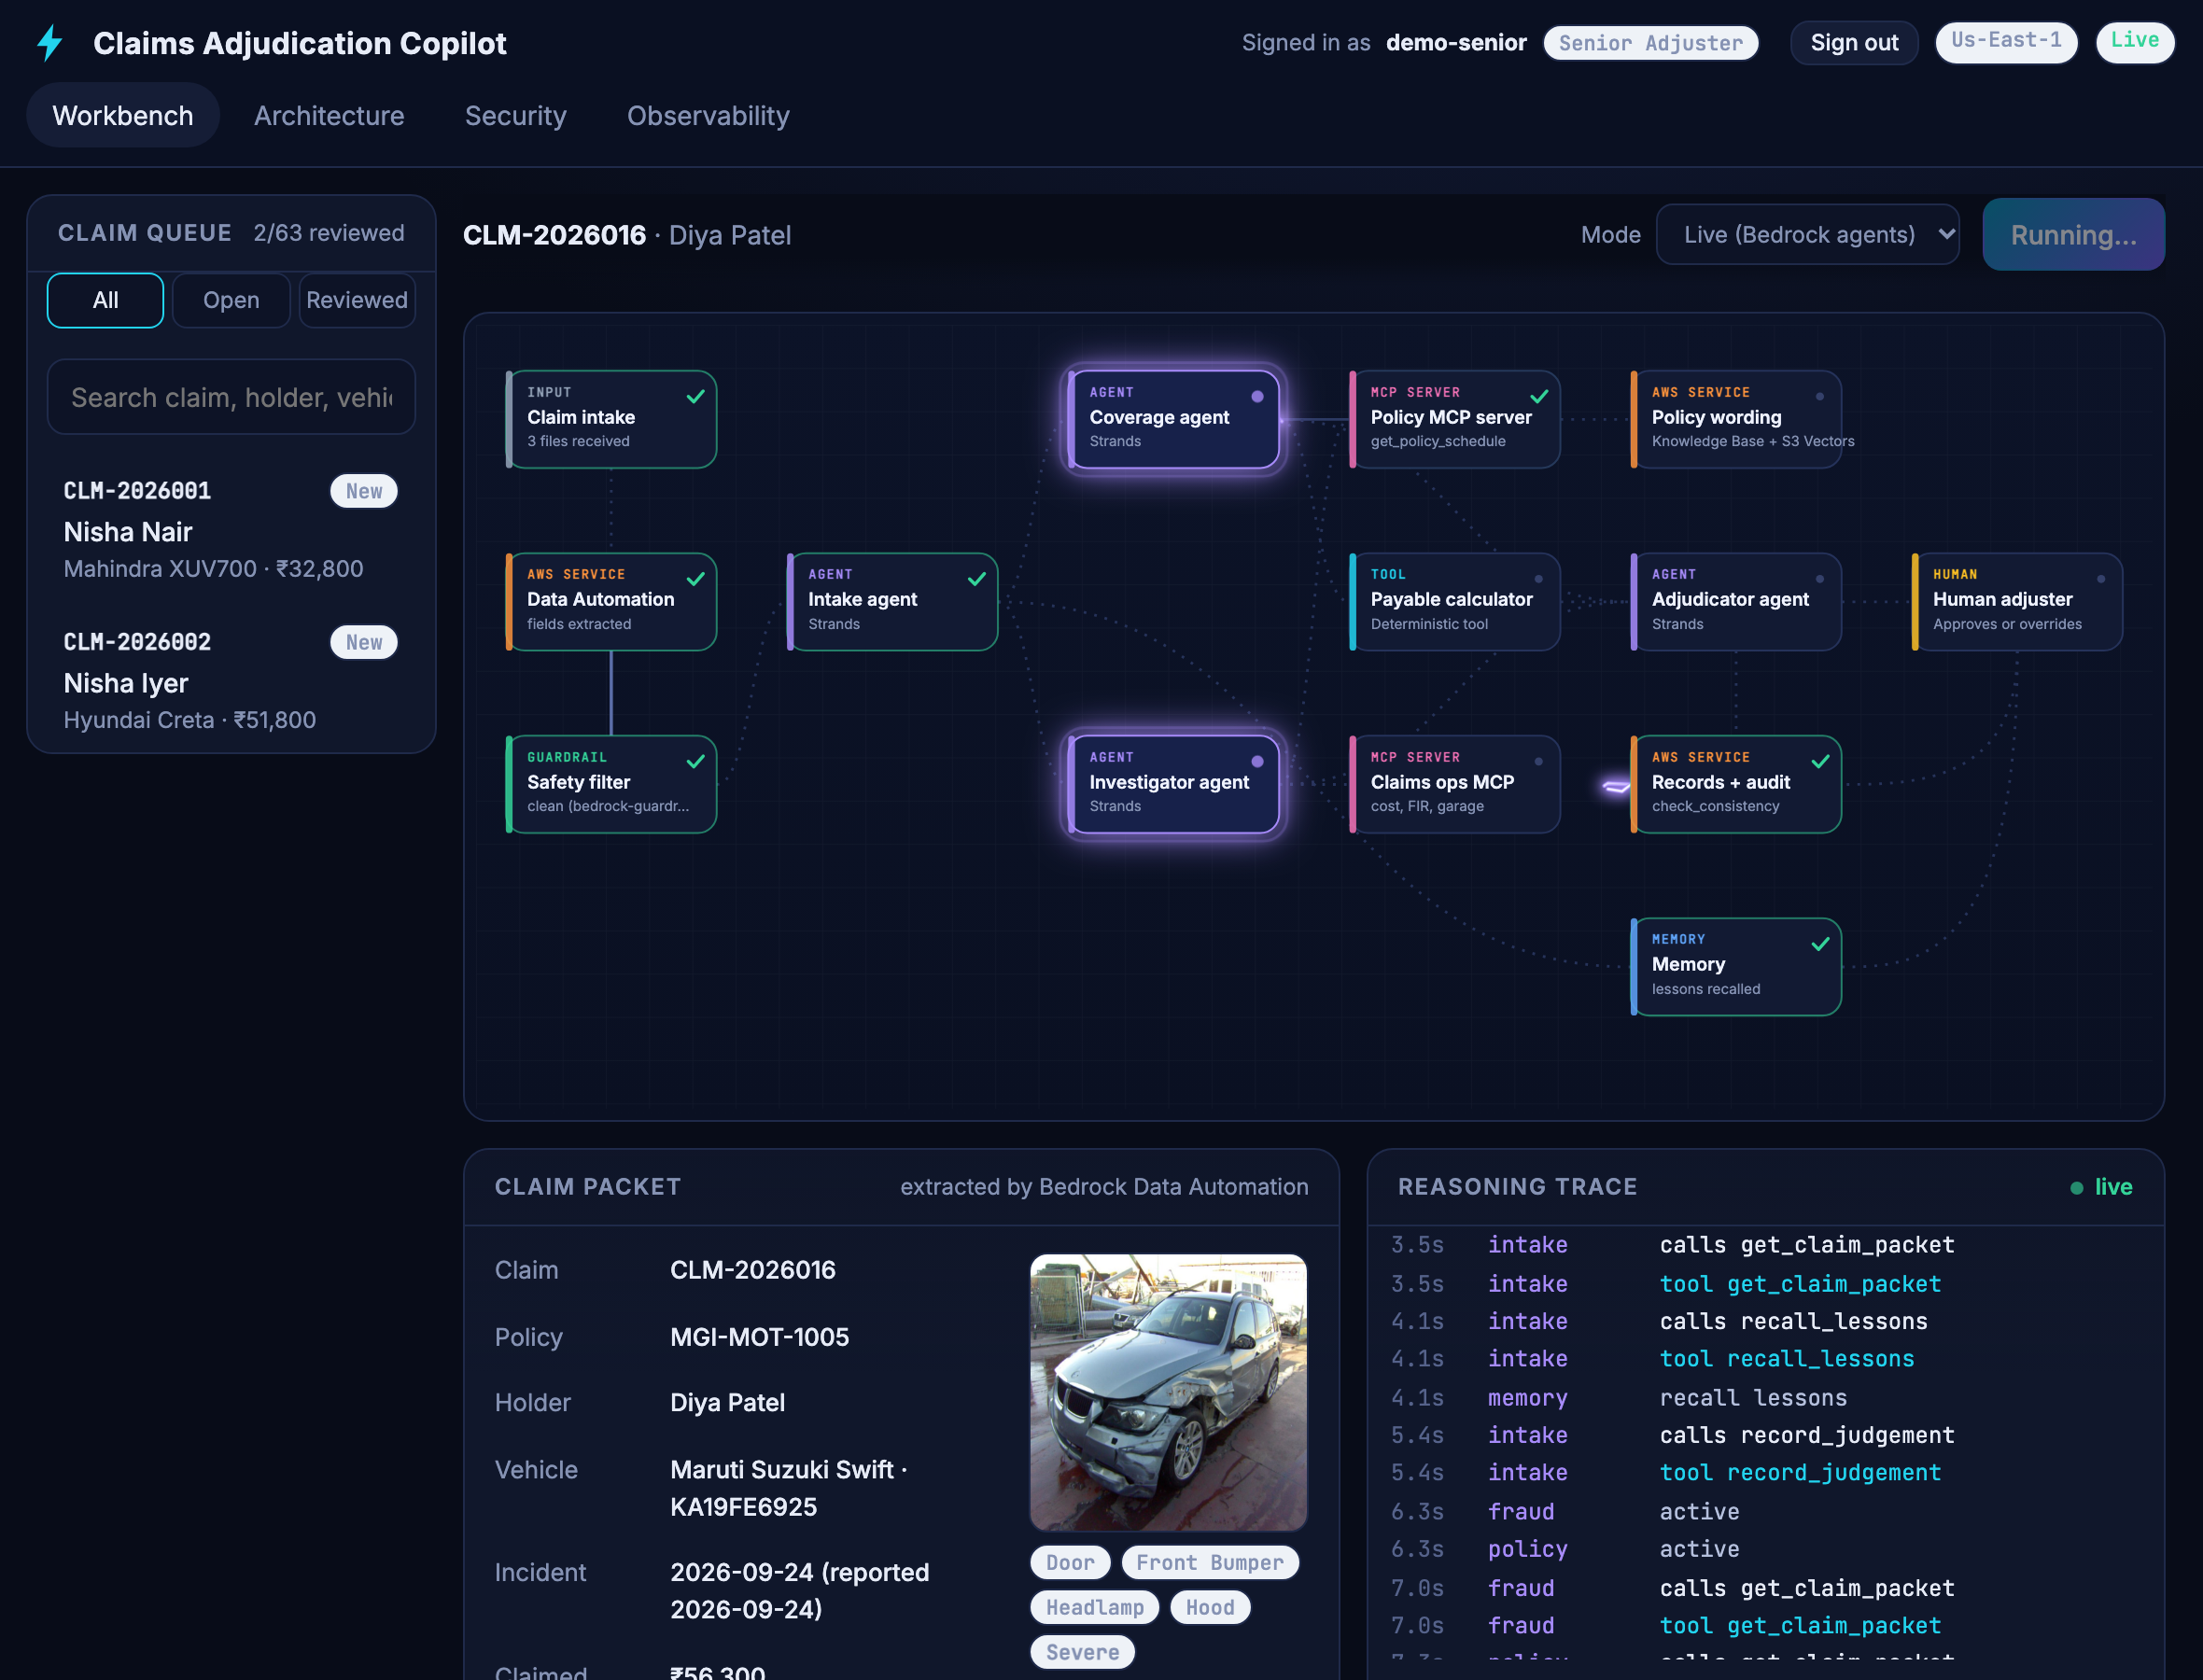 Claims Adjudication Copilot
Signed in as demo-senior Senior Adjuster Sign out Us-East-1 Live
Workbench Architecture Security Observability
CLAIM QUEUE 2/63 reviewed
All Open Reviewed
Search claim, holder, vehi
CLM-2026001 New
Nisha Nair
Mahindra XUV700 · ₹32,800
CLM-2026002 New
Nisha Iyer
Hyundai Creta · ₹51,800
CLM-2026016 · Diya Patel
Mode Live (Bedrock agents) Running...
INPUT
Claim intake
3 files received
AGENT
Coverage agent
Strands
MCP SERVER
Policy MCP server
get_policy_schedule
AWS SERVICE
Policy wording
Knowledge Base + S3 Vectors
AWS SERVICE
Data Automation
fields extracted
AGENT
Intake agent
Strands
TOOL
Payable calculator
Deterministic tool
AGENT
Adjudicator agent
Strands
HUMAN
Human adjuster
Approves or overrides
GUARDRAIL
Safety filter
clean (bedrock-guardr...
AGENT
Investigator agent
Strands
MCP SERVER
Claims ops MCP
cost, FIR, garage
AWS SERVICE
Records + audit
check_consistency
MEMORY
Memory
lessons recalled
CLAIM PACKET extracted by Bedrock Data Automation
Claim CLM-2026016
Policy MGI-MOT-1005
Holder Diya Patel
Vehicle Maruti Suzuki Swift ·
KA19FE6925
Incident 2026-09-24 (reported
2026-09-24)
Claimed ₹56,300
Door Front Bumper
Headlamp Hood
Severe
REASONING TRACE live
3.5s intake calls get_claim_packet
3.5s intake tool get_claim_packet
4.1s intake calls recall_lessons
4.1s intake tool recall_lessons
4.1s memory recall lessons
5.4s intake calls record_judgement
5.4s intake tool record_judgement
6.3s fraud active
6.3s policy active
7.0s fraud calls get_claim_packet
7.0s fraud tool get_claim_packet
7.3s policy calls get_claim_packet